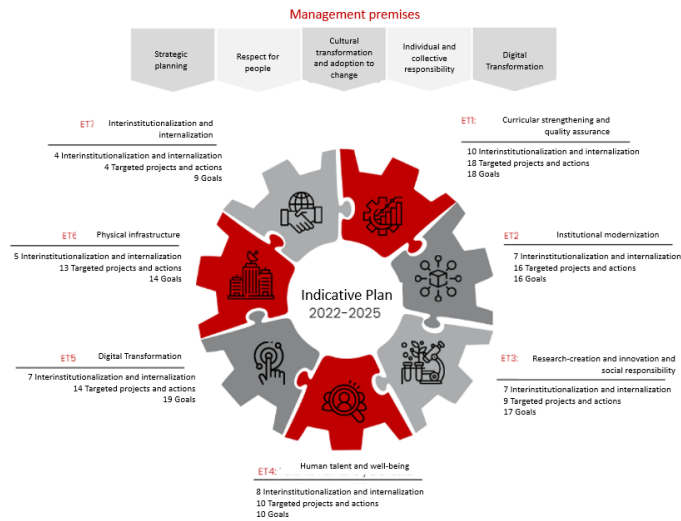 Management premises
Strategic
planning
Respect for
people
Cultural
transformation
and adoption to
change
Individual and
collective
responsibility
Digital
Transformation
ET7 Interinstitutionalization and
internalization
4 Interinstitutionalization and internalization
4 Targeted projects and actions
9 Goals
ET1: Curricular strengthening and
quality assurance
10 Interinstitutionalization and internalization
18 Targeted projects and actions
18 Goals
ET6 Physical infrastructure
5 Interinstitutionalization and internalization
13 Targeted projects and actions
14 Goals
ET2 Institutional modernization
7 Interinstitutionalization and internalization
16 Targeted projects and actions
16 Goals
Indicative Plan
2022-2025
ET5 Digital Transformation
7 Interinstitutionalization and internalization
14 Targeted projects and actions
19 Goals
ET3: Research-creation and innovation and
social responsibility
7 Interinstitutionalization and internalization
9 Targeted projects and actions
17 Goals
ET4: Human talent and well-being
8 Interinstitutionalization and internalization
10 Targeted projects and actions
10 Goals